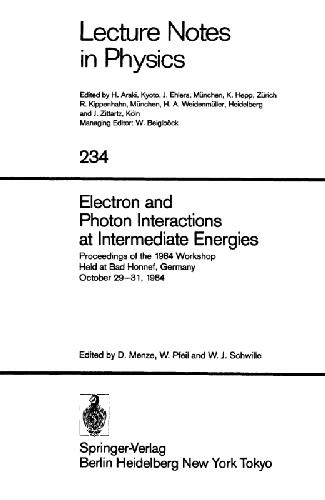 Lecture Notes
in Physics
Edited by H. Araki, Kyoto, J. Ehlers, München, K. Hepp, Zürich
R. Kippenhahn, München, H. A. Weidenmüller, Heidelberg
and J. Zittartz, Köln
Managing Editor: W. Beiglböck
234
Electron and
Photon Interactions
at Intermediate Energies
Proceedings of the 1984 Workshop
Held at Bad Honnef, Germany
October 29–31, 1984
Edited by D. Menze, W. Pfeil and W. J. Schwille
Springer-Verlag
Berlin Heidelberg New York Tokyo